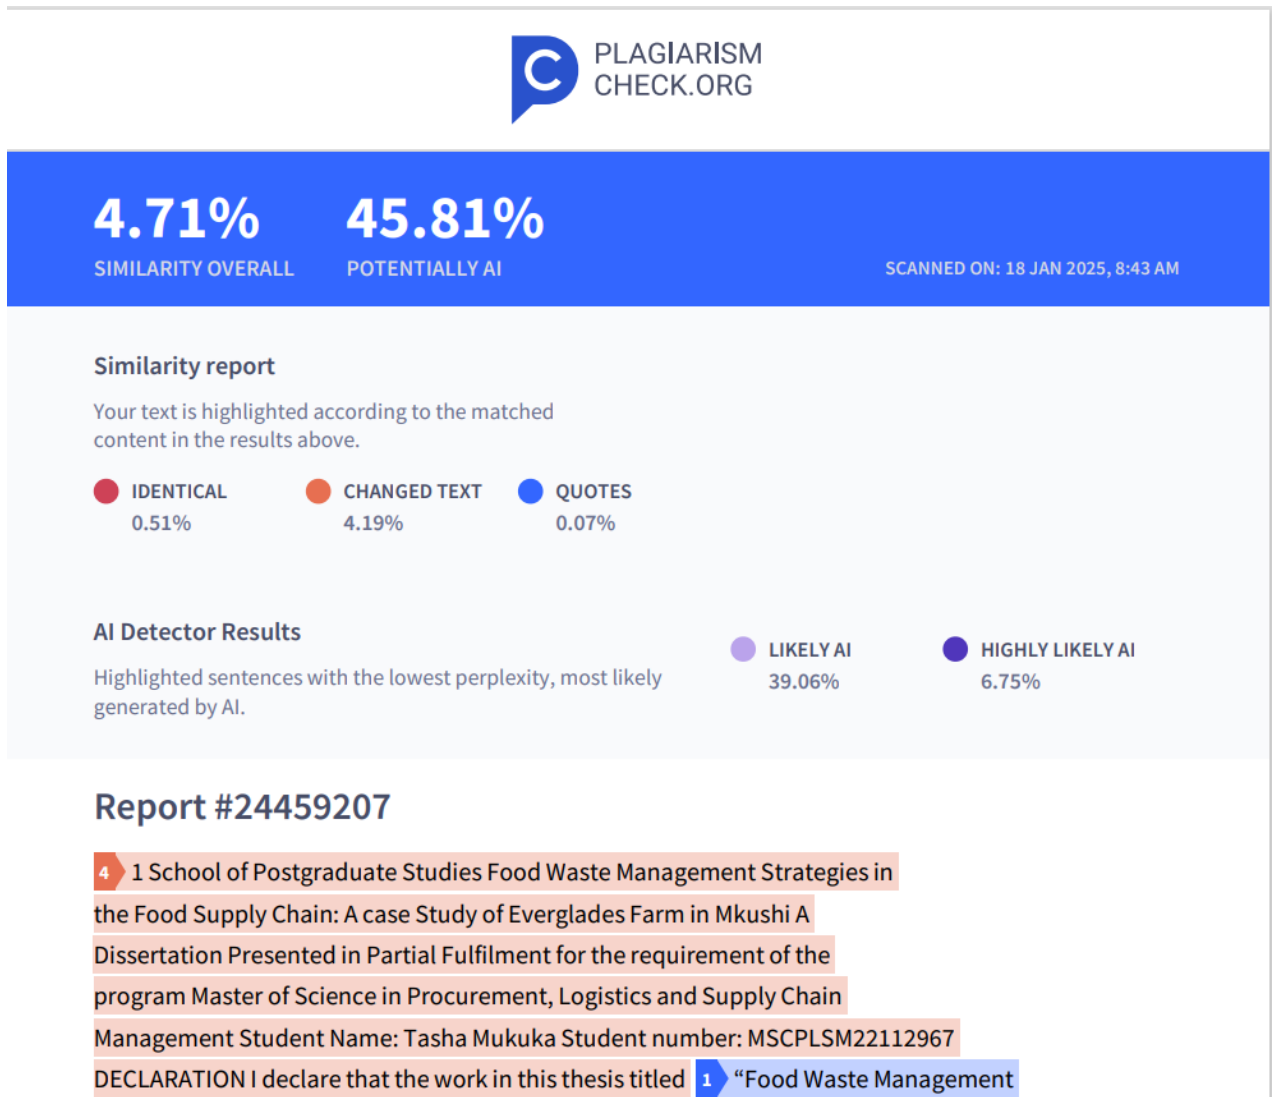 PLAGIARISM
CHECK.ORG
4.71% 45.81%
SIMILARITY OVERALL POTENTIALLY AI SCANNED ON: 18 JAN 2025, 8:43 AM
Similarity report
Your text is highlighted according to the matched
content in the results above.
IDENTICAL CHANGED TEXT QUOTES
0.51% 4.19% 0.07%
AI Detector Results
Highlighted sentences with the lowest perplexity, most likely
generated by AI.
LIKELY AI HIGHLY LIKELY AI
39.06% 6.75%
Report #24459207
4 1 School of Postgraduate Studies Food Waste Management Strategies in
the Food Supply Chain: A case Study of Everglades Farm in Mkushi A
Dissertation Presented in Partial Fulfilment for the requirement of the
program Master of Science in Procurement, Logistics and Supply Chain
Management Student Name: Tasha Mukuka Student number: MSCPLSM22112967
DECLARATION I declare that the work in this thesis titled 1 “Food Waste Management